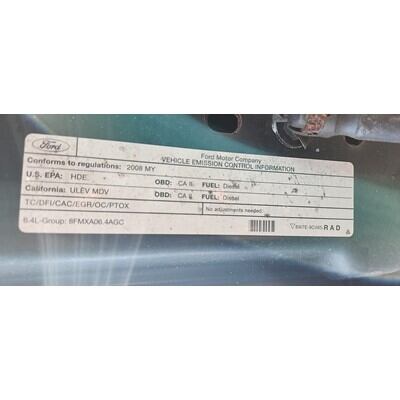 Ford
Ford Motor Company
VEHICLE EMISSION CONTROL INFORMATION
Conforms to regulations: 2008 MY
U.S. EPA: HDE OBD: CA II FUEL: Diesel
California: ULEV MDV OBD: CA II FUEL: Diesel
TC/DFI/CAC/EGR/OC/PTOX No adjustments needed.
6.4L-Group: 8FMXA06.4AGC RAD